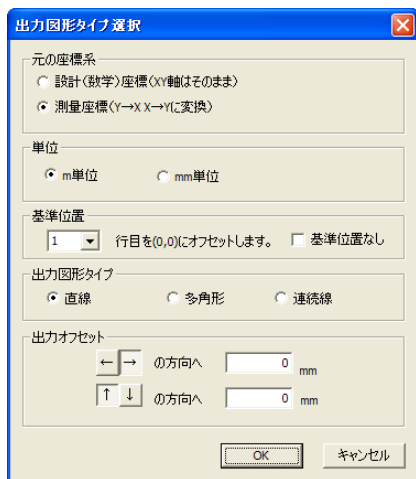 出力図形タイプ選択
元の座標系
設計(数学)座標(XY軸はそのまま)
測量座標(Y→X X→Yに変換)
単位
m単位
mm単位
基準位置
1 行目を(0,0)にオフセットします。 基準位置なし
出力図形タイプ
直線
多角形
連続線
出力オフセット
← → の方向へ 0 mm
↑ ↓ の方向へ 0 mm
OK
キャンセル